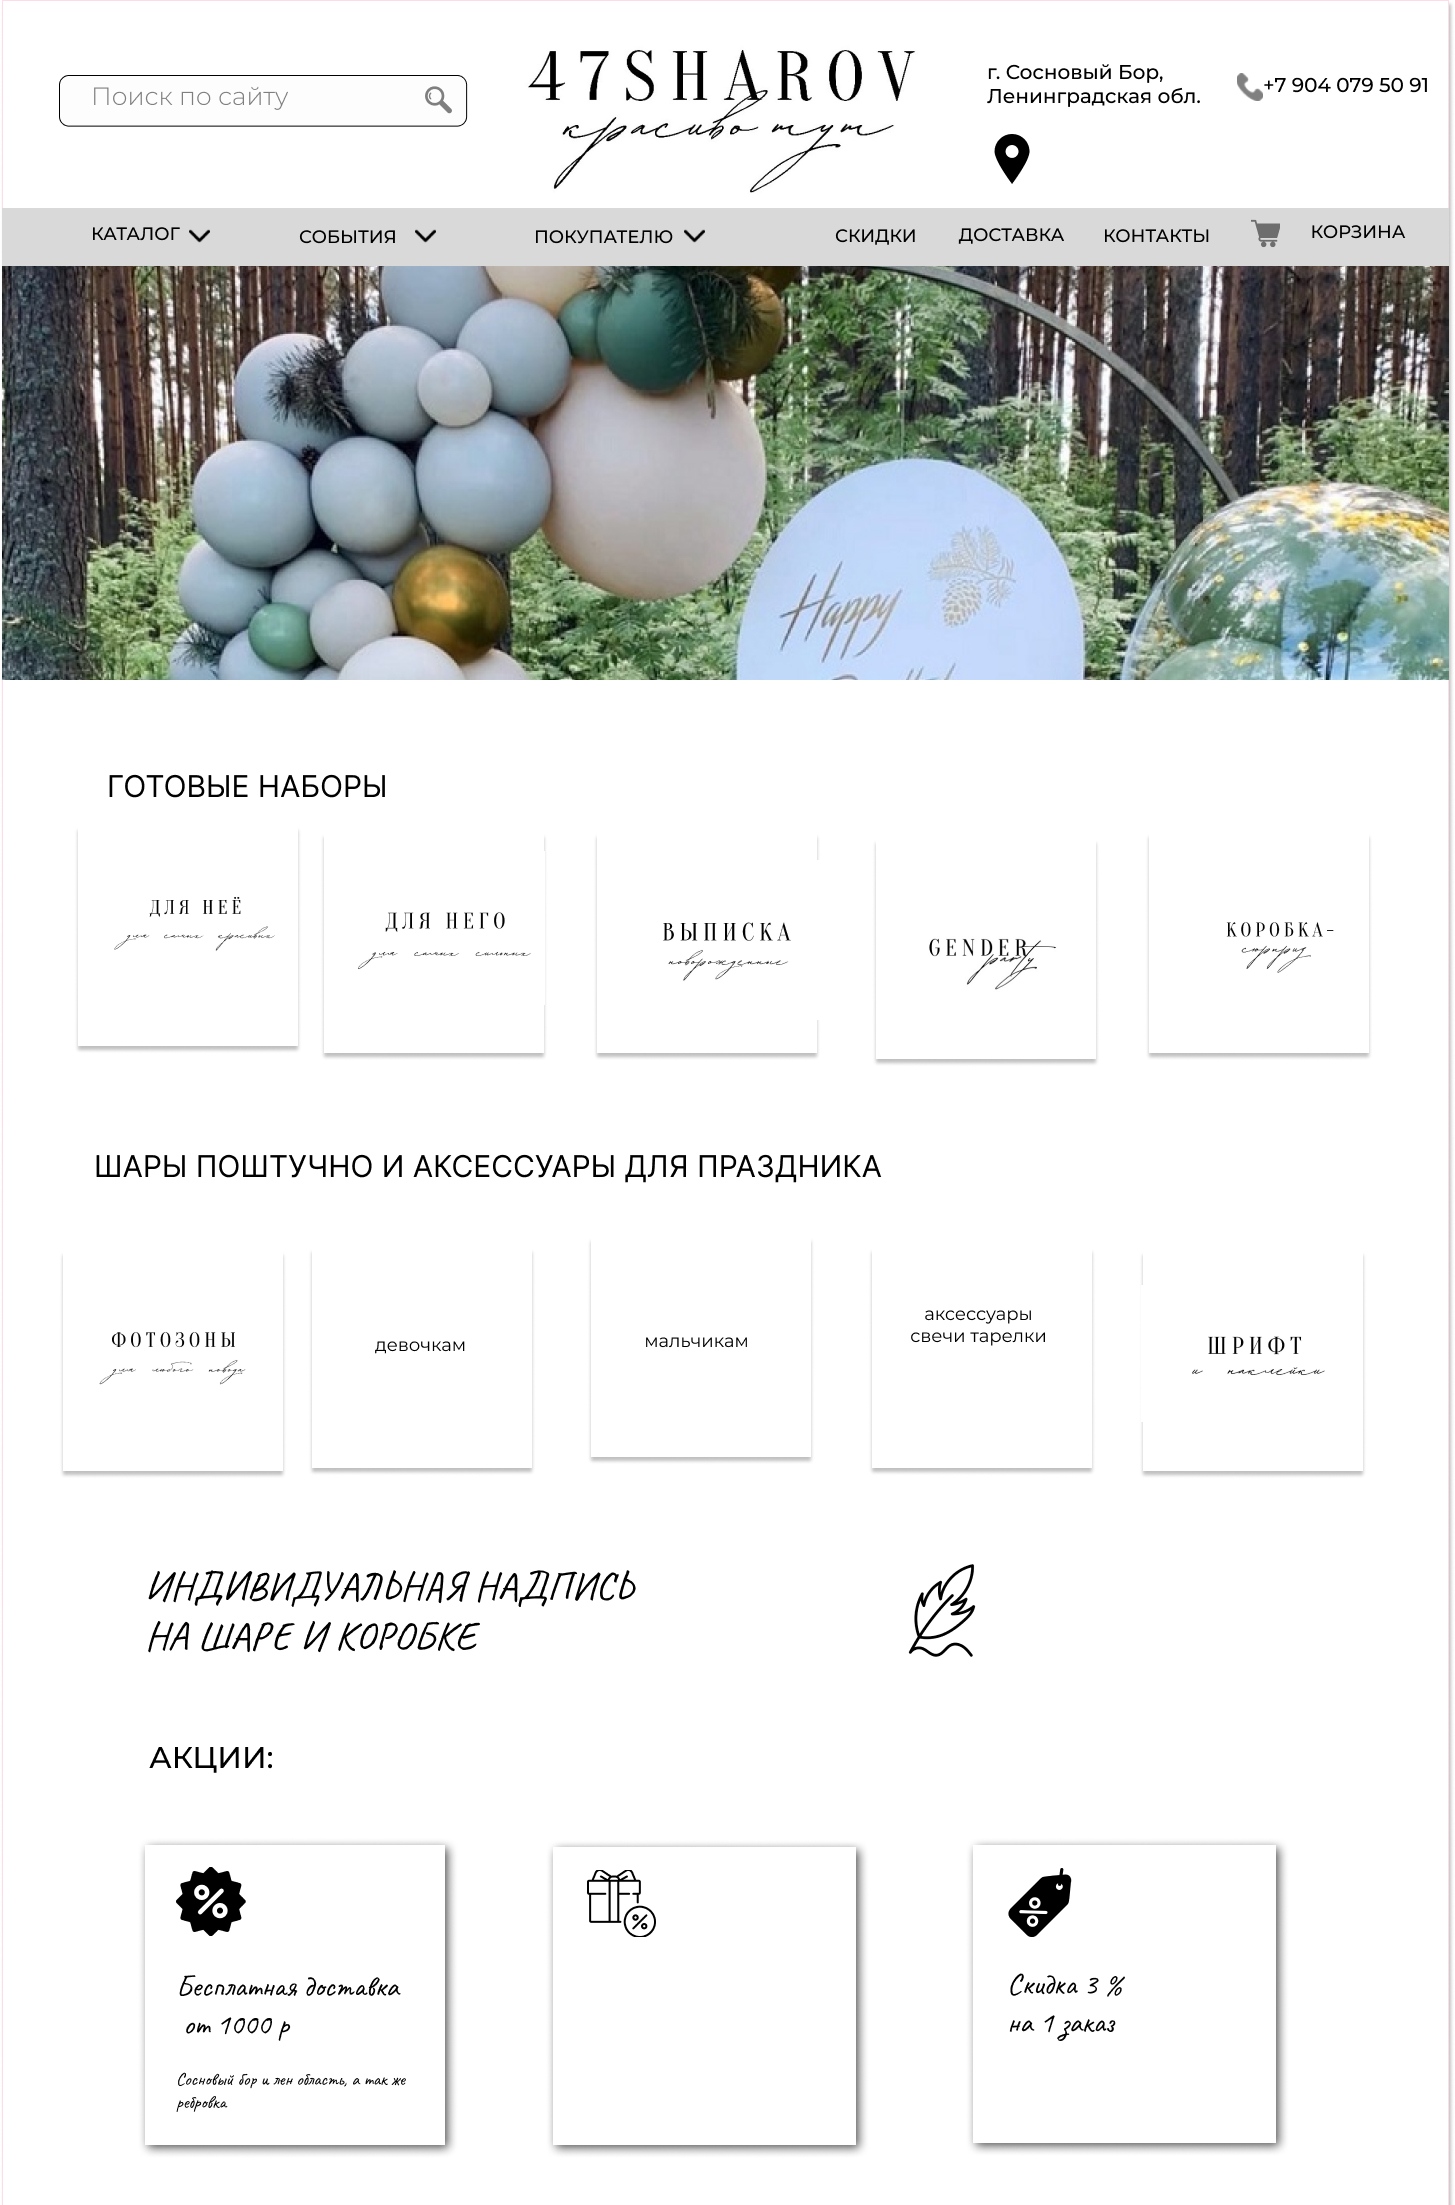 Поиск по сайту
47SHAROV
красиво тут
г. Сосновый Бор,
Ленинградская обл.
+7 904 079 50 91
КАТАЛОГ
СОБЫТИЯ
ПОКУПАТЕЛЮ
СКИДКИ
ДОСТАВКА
КОНТАКТЫ
КОРЗИНА
Happy
ГОТОВЫЕ НАБОРЫ
ДЛЯ НЕЁ
для самых красивых
ДЛЯ НЕГО
для самых сильных
ВЫПИСКА
новорожденные
GENDER
party
КОРОБКА-
сюрприз
ШАРЫ ПОШТУЧНО И АКСЕССУАРЫ ДЛЯ ПРАЗДНИКА
ФОТОЗОНЫ
для любого повода
девочкам
мальчикам
аксессуары
свечи тарелки
ШРИФТ
и наклейки
ИНДИВИДУАЛЬНАЯ НАДПИСЬ
НА ШАРЕ И КОРОБКЕ
АКЦИИ:
Бесплатная доставка
от 1000 р
Сосновый бор и лен область, а так же
ребровка
Скидка 3 %
на 1 заказ